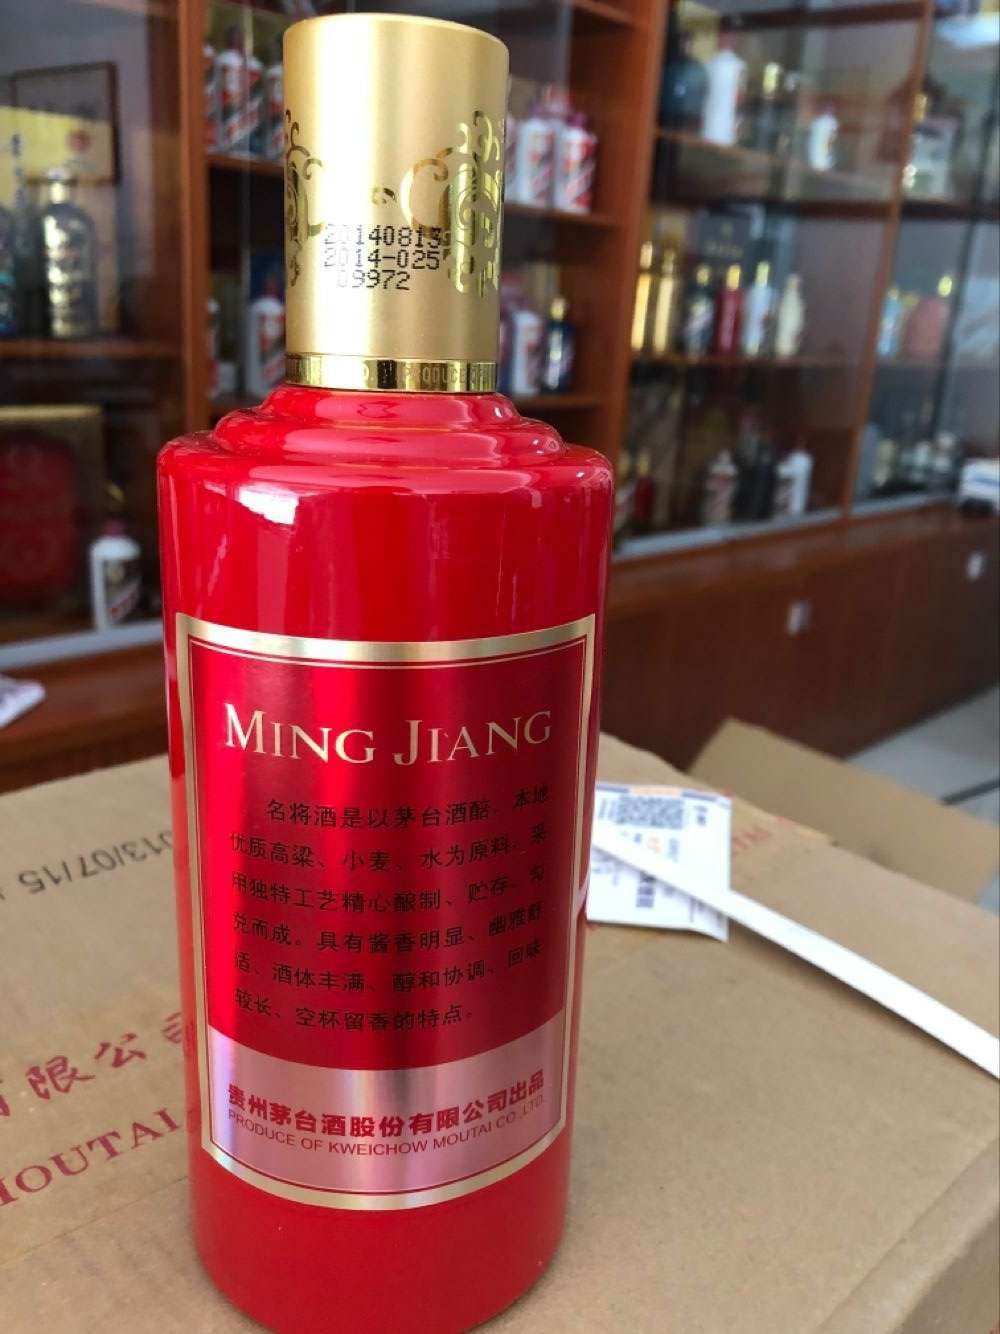 20140813
2014-025
09972
MING JIANG
名将酒是以茅台酒醅、本地
优质高粱、小麦、水为原料、采
用独特工艺精心酿制、贮存、勾
兑而成。具有酱香明显、幽雅舒
适、酒体丰满、醇和协调、回味
较长、空杯留香的特点。
贵州茅台酒股份有限公司出品
PRODUCE OF KWEICHOW MOUTAI CO.,LTD.
013/07/15
有限公司
MOUTAI